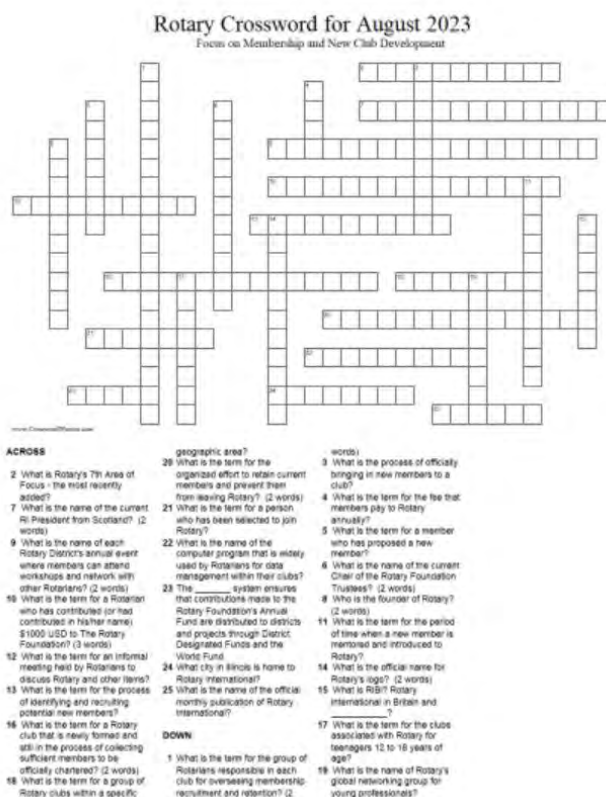 Rotary Crossword for August 2023
Focus on Membership and New Club Development
ACROSS
2 What is Rotary's 7th Area of
Focus - the most recently
added?
7 What is the name of the current
RI President from Scotland? (2
words)
9 What is the name of each
Rotary District's annual event
where members can attend
workshops and network with
other Rotarians? (2 words)
10 What is the term for a Rotarian
who has contributed (or had
contributed in his/her name)
$1000 USD to The Rotary
Foundation? (3 words)
12 What is the term for an informal
meeting held by Rotarians to
discuss Rotary and other items?
13 What is the term for the process
of identifying and recruiting
potential new members?
16 What is the term for a Rotary
club that is newly formed and
still in the process of collecting
sufficient members to be
officially chartered? (2 words)
18 What is the term for a group of
Rotary clubs within a specific
geographic area?
20 What is the term for the
organized effort to retain current
members and prevent them
from leaving Rotary? (2 words)
21 What is the term for a person
who has been selected to join
Rotary?
22 What is the name of the
computer program that is widely
used by Rotarians for data
management within their clubs?
23 The ______ system ensures
that contributions made to the
Rotary Foundation's Annual
Fund are distributed to districts
and projects through District
Designated Funds and the
World Fund.
24 What city in Illinois is home to
Rotary International?
25 What is the name of the official
monthly publication of Rotary
International?
DOWN
1 What is the term for the group of
Rotarians responsible in each
club for overseeing membership
recruitment and retention? (2
words)
3 What is the process of officially
bringing in new members to a
club?
4 What is the term for the fee that
members pay to Rotary
annually?
5 What is the term for a member
who has proposed a new
member?
6 What is the name of the current
Chair of the Rotary Foundation
Trustees? (2 words)
8 Who is the founder of Rotary?
(2 words)
11 What is the term for the period
of time when a new member is
mentored and introduced to
Rotary?
14 What is the official name for
Rotary's logo? (2 words)
15 What is RIBI? Rotary
International in Britain and
__________?
17 What is the term for the clubs
associated with Rotary for
teenagers 12 to 18 years of
age?
19 What is the name of Rotary's
global networking group for
young professionals?